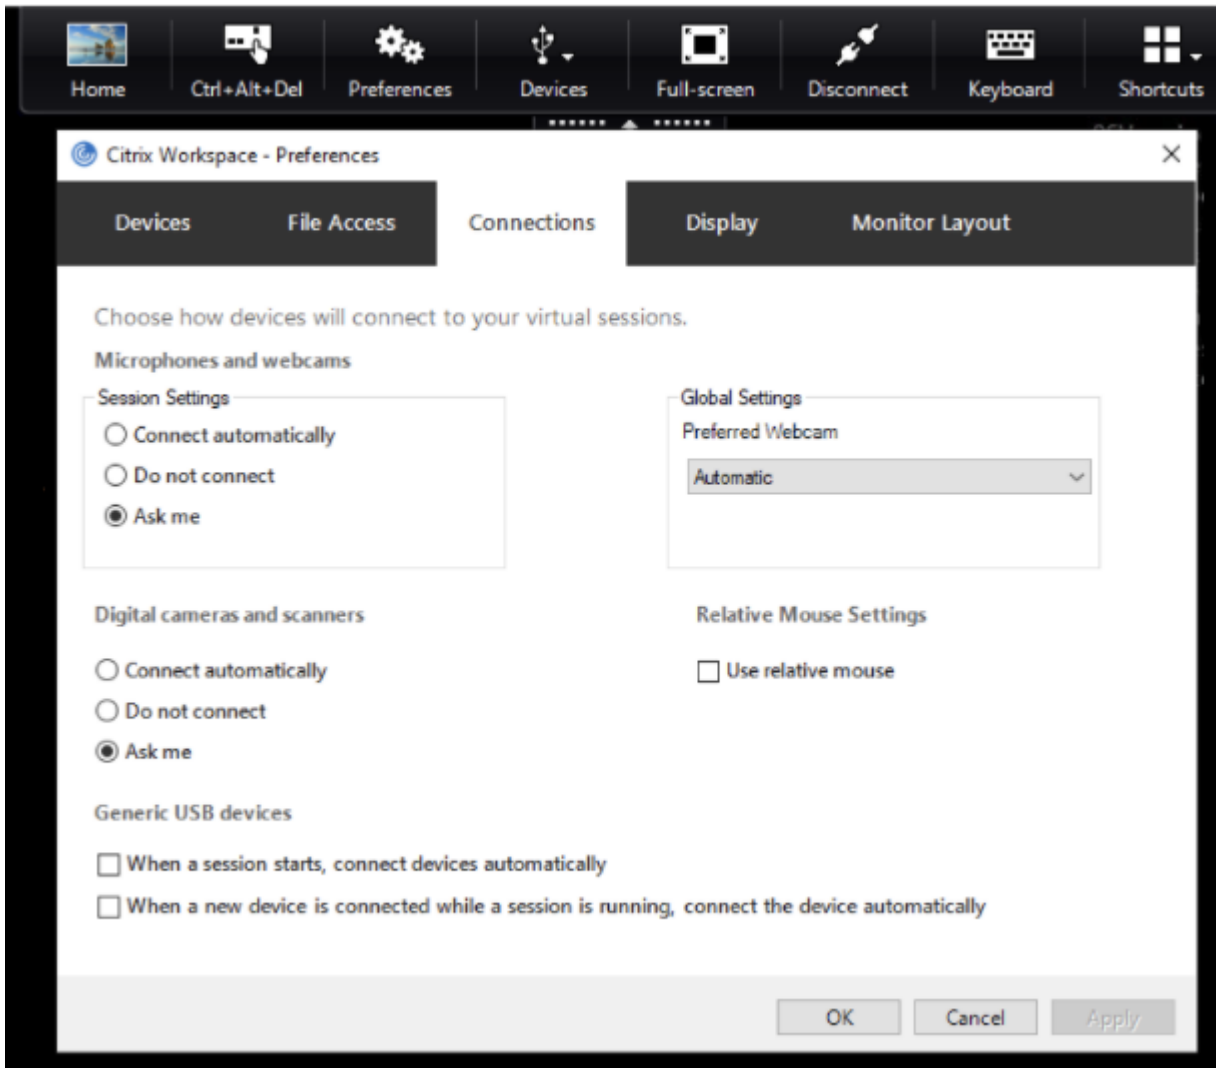 Home Ctrl+Alt+Del Preferences Devices Full-screen Disconnect Keyboard Shortcuts
Citrix Workspace - Preferences
Devices File Access Connections Display Monitor Layout
Choose how devices will connect to your virtual sessions.
Microphones and webcams
Session Settings
Connect automatically
Do not connect
Ask me
Global Settings
Preferred Webcam
Automatic
Digital cameras and scanners
Connect automatically
Do not connect
Ask me
Relative Mouse Settings
Use relative mouse
Generic USB devices
When a session starts, connect devices automatically
When a new device is connected while a session is running, connect the device automatically
OK Cancel Apply